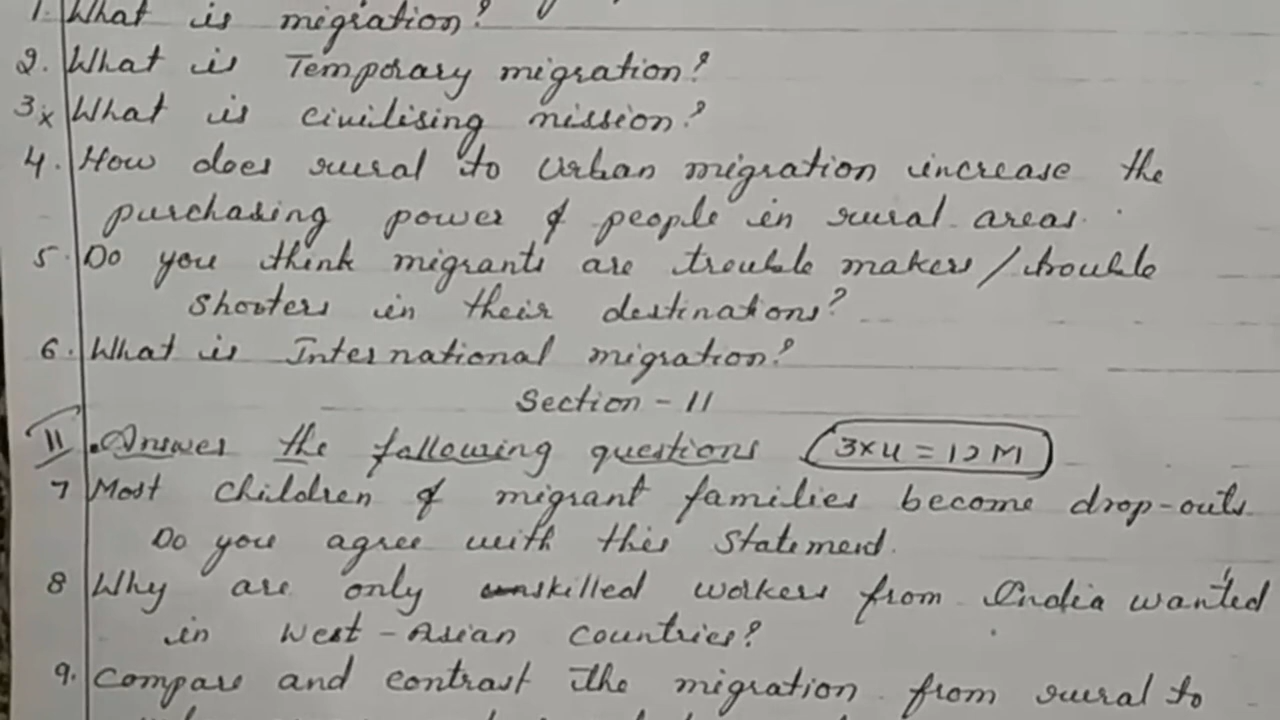 1. What is migration?
2. What is Temporary migration?
3x What is civilising mission?
4. How does rural to Urban migration increase the
purchasing power of people in rural areas.
5. Do you think migrants are trouble makers / trouble
Shooters in their destinations?
6. What is International migration?
Section - 11
II. Answer the following questions (3x4 = 12 M)
7 Most children of migrant families become drop-outs
Do you agree with this Statement.
8 Why are only unskilled workers from India wanted
in West-Asian Countries?
9. Compare and contrast the migration from rural to